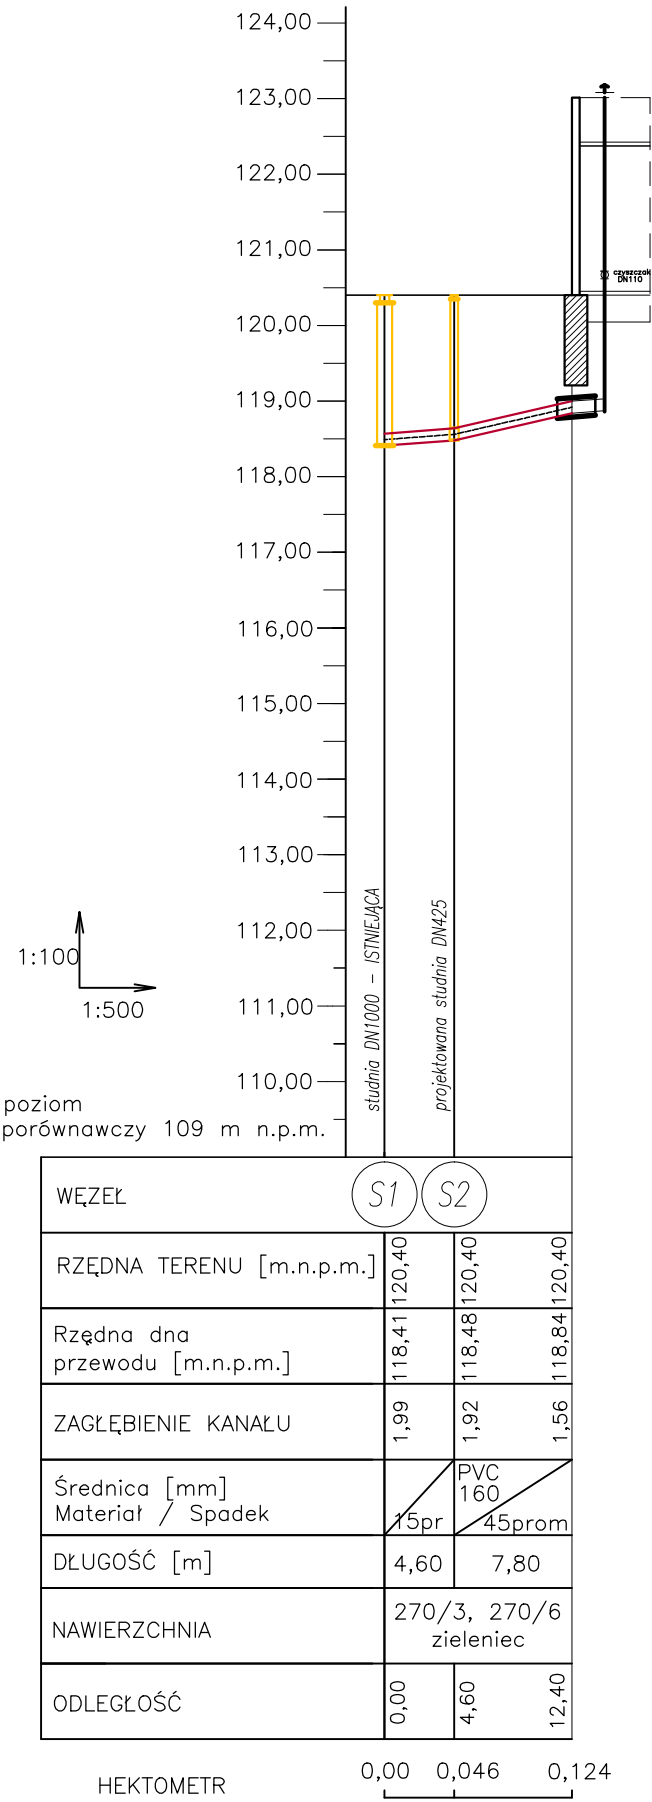 124,00
123,00
122,00
121,00
czyszczak
DN110
120,00
119,00
118,00
117,00
116,00
115,00
114,00
113,00
112,00
111,00
110,00
studnia DN1000 – ISTNIEJĄCA
projektowana studnia DN425
1:100
1:500
poziom
porównawczy 109 m n.p.m.
WĘZEŁ
S1
S2
RZĘDNA TERENU [m.n.p.m.]
120,40
120,40
120,40
Rzędna dna
przewodu [m.n.p.m.]
118,41
118,48
118,84
ZAGŁĘBIENIE KANAŁU
1,99
1,92
1,56
Średnica [mm]
Materiał / Spadek
15pr
PVC
160
45prom
DŁUGOŚĆ [m]
4,60
7,80
NAWIERZCHNIA
270/3, 270/6
zieleniec
ODLEGŁOŚĆ
0,00
4,60
12,40
HEKTOMETR
0,00
0,046
0,124